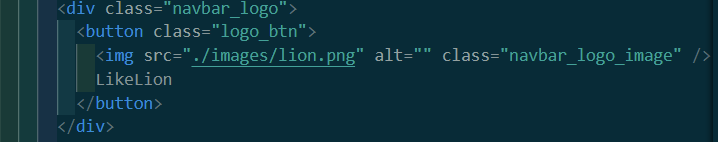 <div class="navbar_logo">
<button class="logo_btn">
<img src="./images/lion.png" alt="" class="navbar_logo_image" />
LikeLion
</button>
</div>